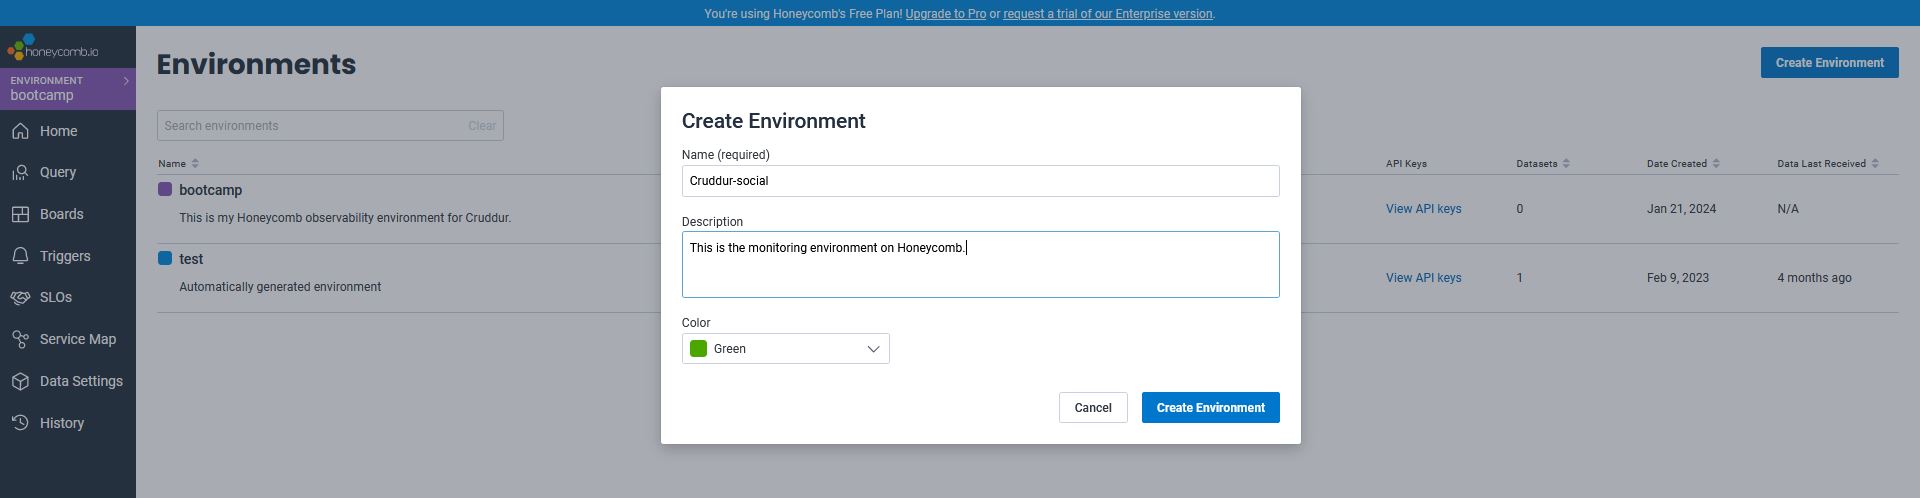 You're using Honeycomb's Free Plan! Upgrade to Pro or request a trial of our Enterprise version.
honeycomb.io
ENVIRONMENT
bootcamp
Home
Query
Boards
Triggers
SLOs
Service Map
Data Settings
History
Environments
Create Environment
Search environments Clear
Name API Keys Datasets Date Created Data Last Received
bootcamp
This is my Honeycomb observability environment for Cruddur.
View API keys 0 Jan 21, 2024 N/A
test
Automatically generated environment
View API keys 1 Feb 9, 2023 4 months ago
Create Environment
Name (required)
Cruddur-social
Description
This is the monitoring environment on Honeycomb.
Color
Green
Cancel Create Environment